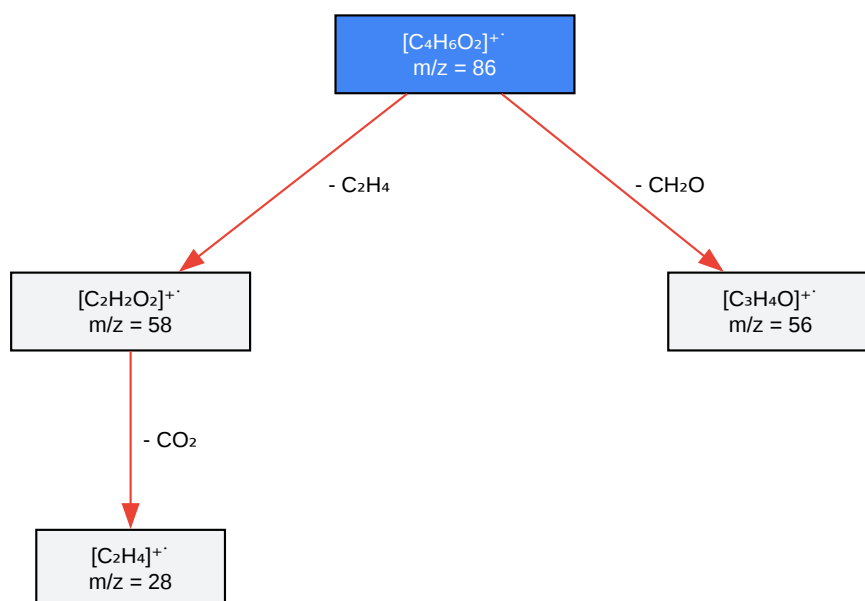 [C₄H₆O₂]⁺˙
m/z = 86
- C₂H₄
- CH₂O
[C₂H₂O₂]⁺˙
m/z = 58
[C₃H₄O]⁺˙
m/z = 56
- CO₂
[C₂H₄]⁺˙
m/z = 28